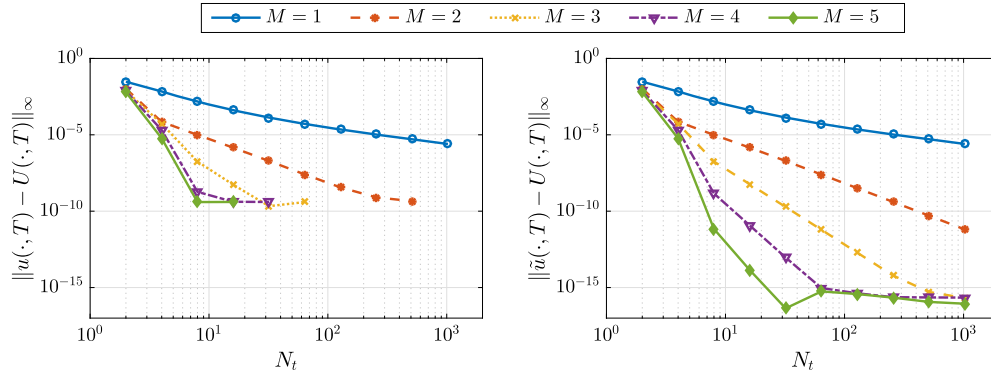 M = 1 M = 2 M = 3 M = 4 M = 5
‖u(·, T) − U(·, T)‖∞
10^0
10^-5
10^-10
10^-15
10^0 10^1 10^2 10^3
N_t
‖ũ(·, T) − U(·, T)‖∞
10^0
10^-5
10^-10
10^-15
10^0 10^1 10^2 10^3
N_t